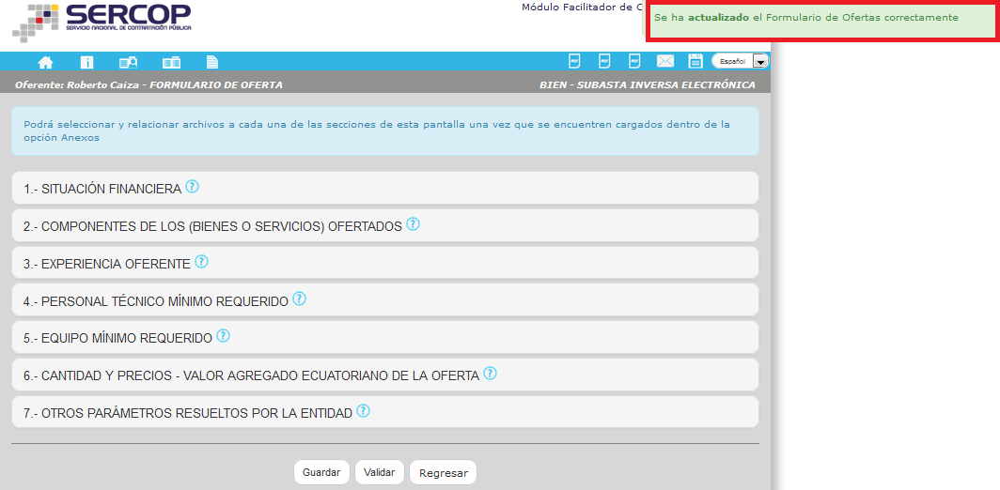 SERCOP
SERVICIO NACIONAL DE CONTRATACIÓN PÚBLICA
Módulo Facilitador de C
Se ha actualizado el Formulario de Ofertas correctamente
Español
Oferente: Roberto Caiza - FORMULARIO DE OFERTA
BIEN - SUBASTA INVERSA ELECTRÓNICA
Podrá seleccionar y relacionar archivos a cada una de las secciones de esta pantalla una vez que se encuentren cargados dentro de la
opción Anexos
1.- SITUACIÓN FINANCIERA ?
2.- COMPONENTES DE LOS (BIENES O SERVICIOS) OFERTADOS ?
3.- EXPERIENCIA OFERENTE ?
4.- PERSONAL TÉCNICO MÍNIMO REQUERIDO ?
5.- EQUIPO MÍNIMO REQUERIDO ?
6.- CANTIDAD Y PRECIOS - VALOR AGREGADO ECUATORIANO DE LA OFERTA ?
7.- OTROS PARÁMETROS RESUELTOS POR LA ENTIDAD ?
Guardar Validar Regresar